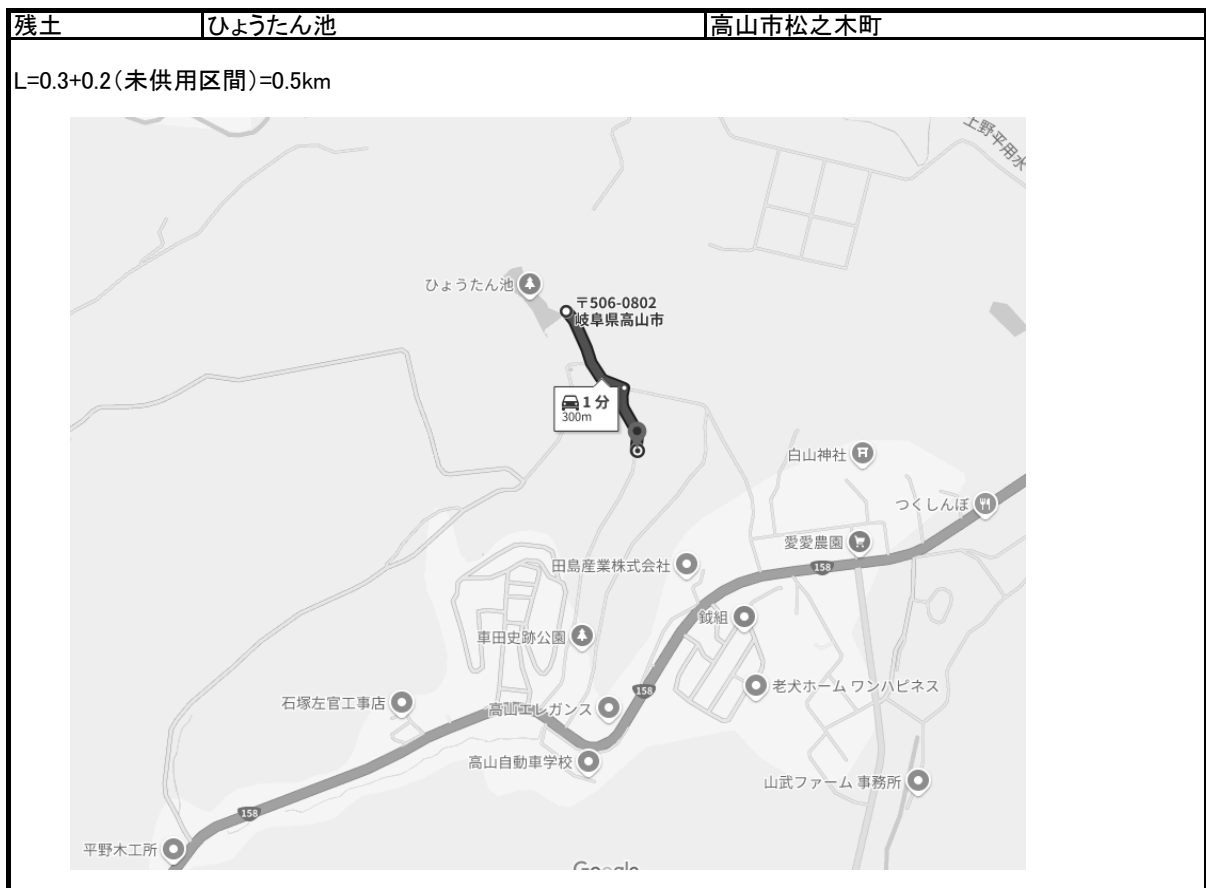 残土 ひょうたん池 高山市松之木町
L=0.3+0.2(未供用区間)=0.5km
上野平用水
ひょうたん池
〒506-0802
岐阜県高山市
1 分
300m
白山神社
つくしんぼ
愛愛農園
158
田島産業株式会社
鉞組
車田史跡公園
158
老犬ホーム ワンハピネス
石塚左官工事店
高山エレガンス
高山自動車学校
山武ファーム 事務所
158
平野木工所
Google